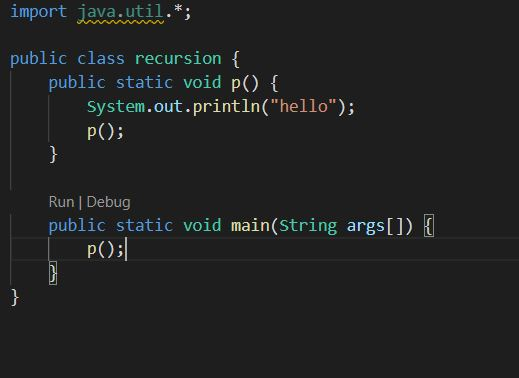 import java.util.*;
public class recursion {
public static void p() {
System.out.println("hello");
p();
}
Run | Debug
public static void main(String args[]) {
p();
}
}